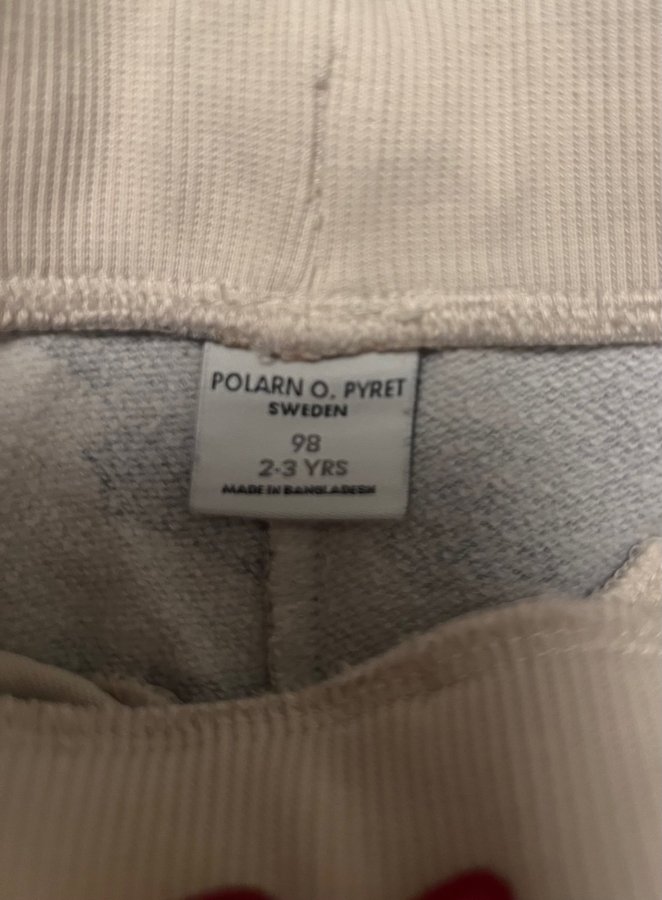 POLARN O. PYRET
SWEDEN
98
2-3 YRS
MADE IN BANGLADESH